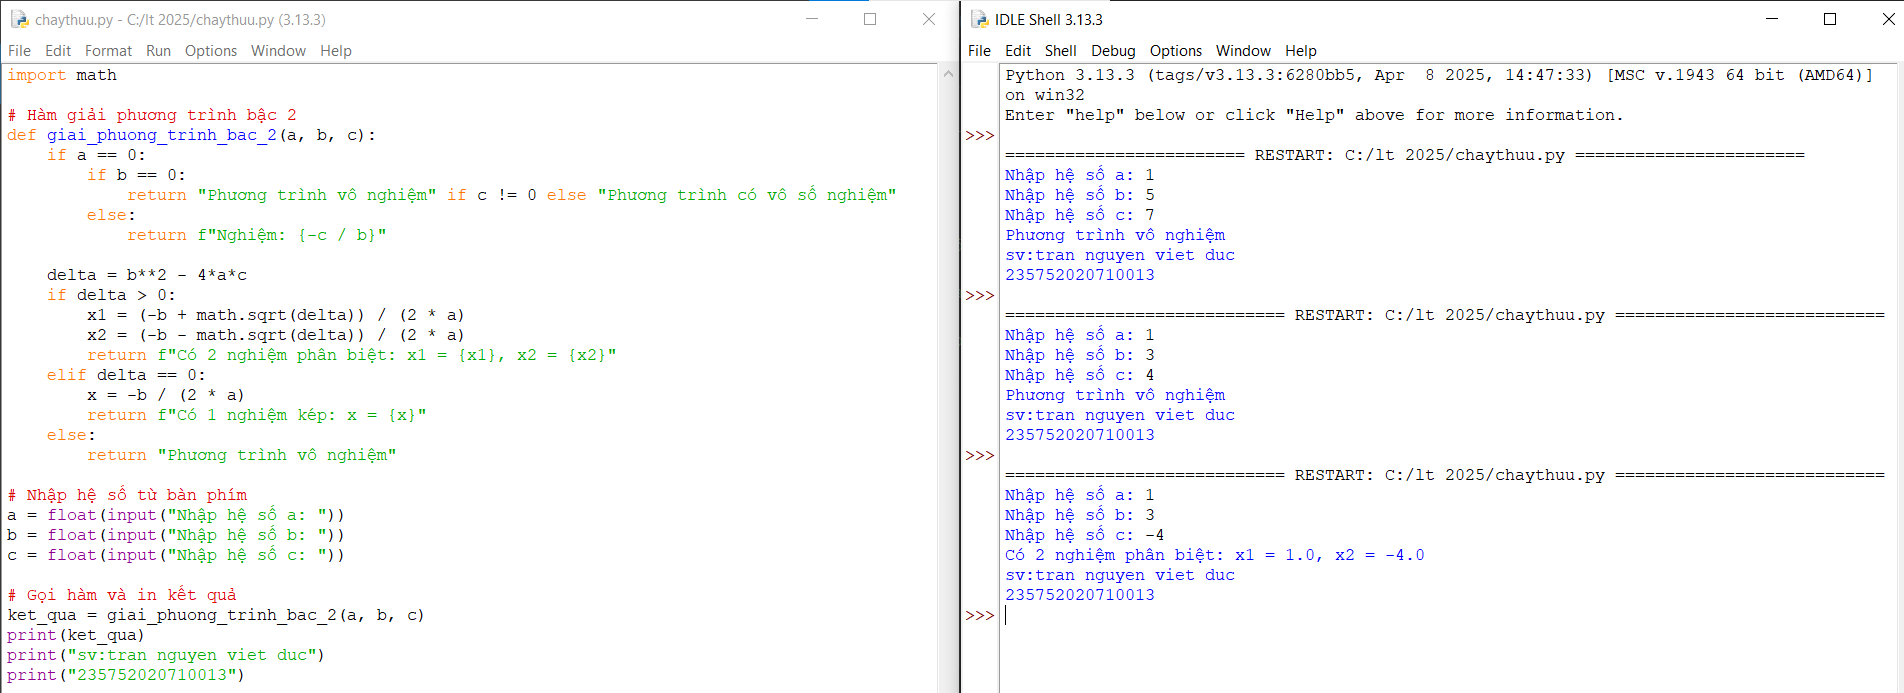 chaythuu.py - C:/lt 2025/chaythuu.py (3.13.3)
File Edit Format Run Options Window Help
import math

# Hàm giải phương trình bậc 2
def giai_phuong_trinh_bac_2(a, b, c):
    if a == 0:
        if b == 0:
            return "Phương trình vô nghiệm" if c != 0 else "Phương trình có vô số nghiệm"
        else:
            return f"Nghiệm: {-c / b}"

    delta = b**2 - 4*a*c
    if delta > 0:
        x1 = (-b + math.sqrt(delta)) / (2 * a)
        x2 = (-b - math.sqrt(delta)) / (2 * a)
        return f"Có 2 nghiệm phân biệt: x1 = {x1}, x2 = {x2}"
    elif delta == 0:
        x = -b / (2 * a)
        return f"Có 1 nghiệm kép: x = {x}"
    else:
        return "Phương trình vô nghiệm"

# Nhập hệ số từ bàn phím
a = float(input("Nhập hệ số a: "))
b = float(input("Nhập hệ số b: "))
c = float(input("Nhập hệ số c: "))

# Gọi hàm và in kết quả
ket_qua = giai_phuong_trinh_bac_2(a, b, c)
print(ket_qua)
print("sv:tran nguyen viet duc")
print("235752020710013")
IDLE Shell 3.13.3
File Edit Shell Debug Options Window Help
Python 3.13.3 (tags/v3.13.3:6280bb5, Apr  8 2025, 14:47:33) [MSC v.1943 64 bit (AMD64)]
on win32
Enter "help" below or click "Help" above for more information.
>>>
======================== RESTART: C:/lt 2025/chaythuu.py =======================
Nhập hệ số a: 1
Nhập hệ số b: 5
Nhập hệ số c: 7
Phương trình vô nghiệm
sv:tran nguyen viet duc
235752020710013
>>>
============================ RESTART: C:/lt 2025/chaythuu.py ===========================
Nhập hệ số a: 1
Nhập hệ số b: 3
Nhập hệ số c: 4
Phương trình vô nghiệm
sv:tran nguyen viet duc
235752020710013
>>>
============================ RESTART: C:/lt 2025/chaythuu.py ===========================
Nhập hệ số a: 1
Nhập hệ số b: 3
Nhập hệ số c: -4
Có 2 nghiệm phân biệt: x1 = 1.0, x2 = -4.0
sv:tran nguyen viet duc
235752020710013
>>>